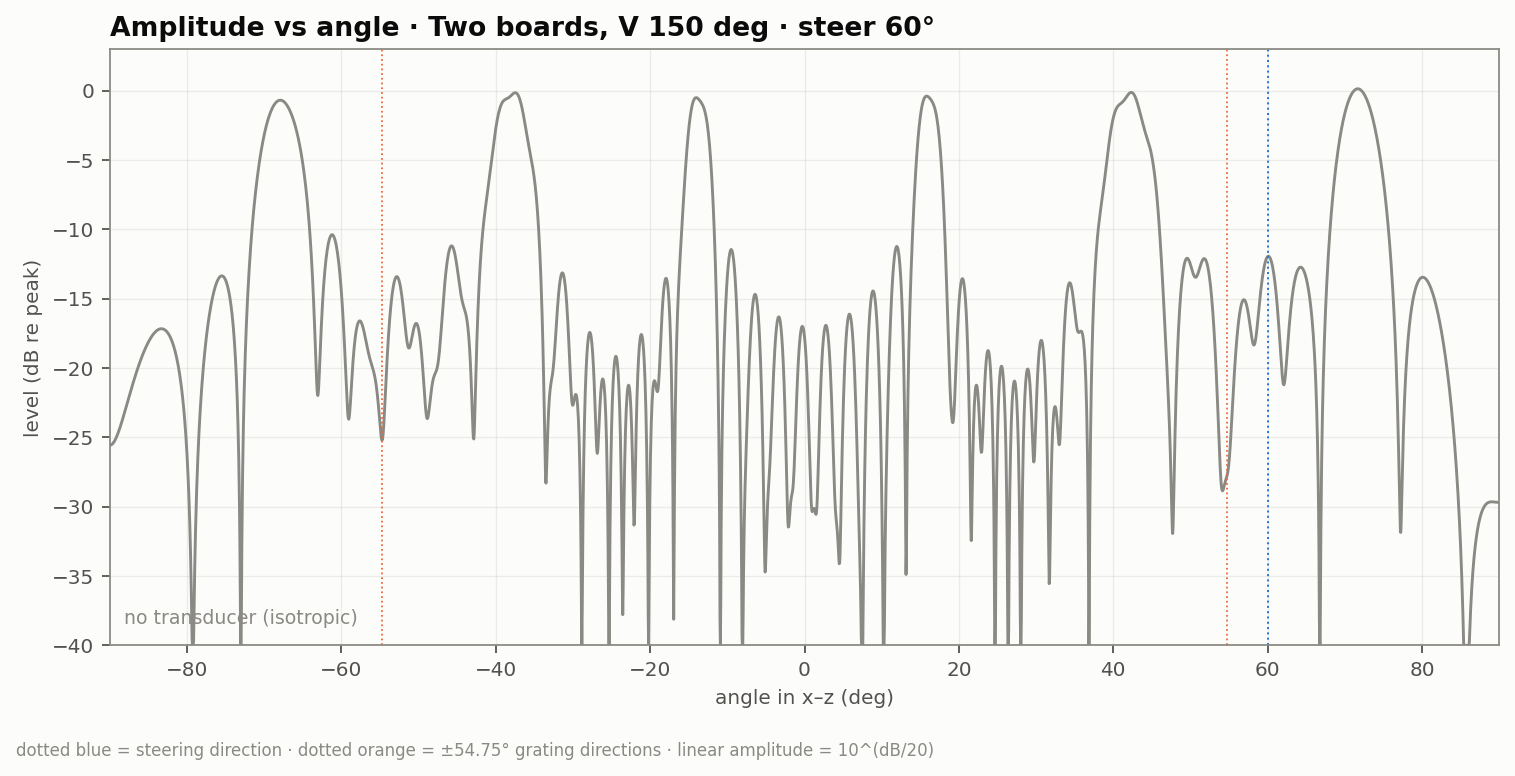 Amplitude vs angle · Two boards, V 150 deg · steer 60°
level (dB re peak)
0
−5
−10
−15
−20
−25
−30
−35
−40
no transducer (isotropic)
−80 −60 −40 −20 0 20 40 60 80
angle in x–z (deg)
dotted blue = steering direction · dotted orange = ±54.75° grating directions · linear amplitude = 10^(dB/20)